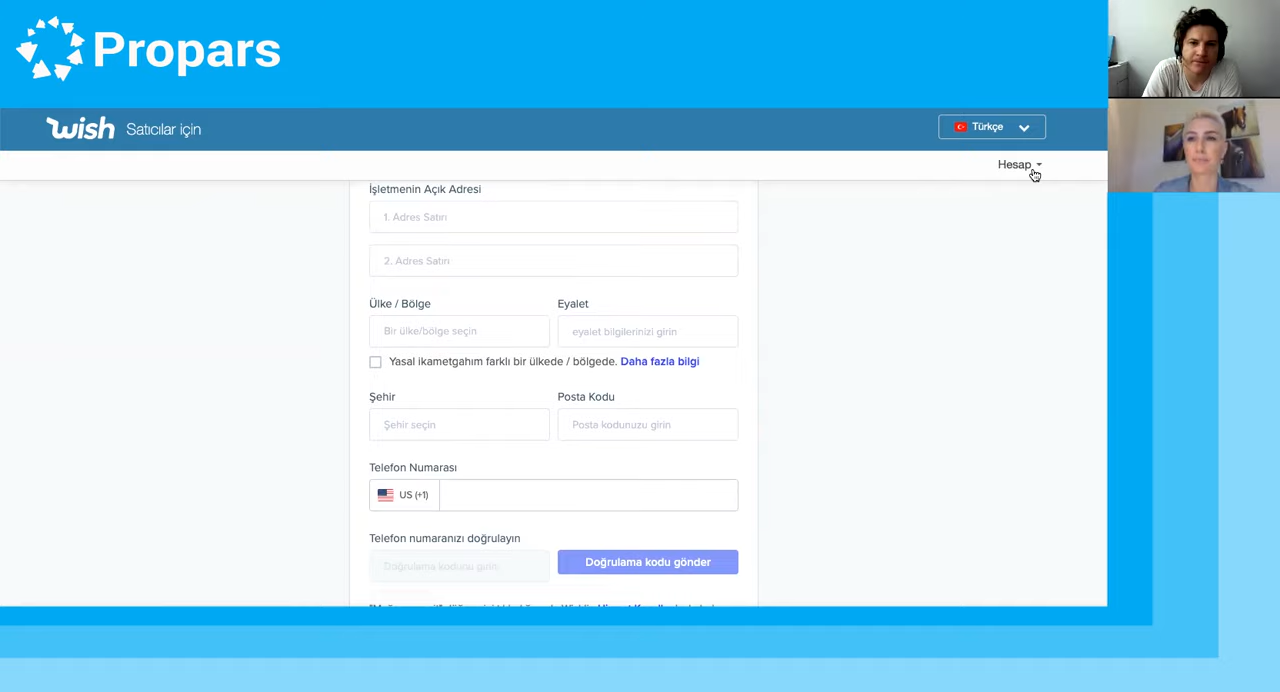 Propars
wish Satıcılar için
Türkçe
Hesap
İşletmenin Açık Adresi
1. Adres Satırı
2. Adres Satırı
Ülke / Bölge Eyalet
Bir ülke/bölge seçin eyalet bilgilerinizi girin
Yasal ikametgahım farklı bir ülkede / bölgede. Daha fazla bilgi
Şehir Posta Kodu
Şehir seçin Posta kodunuzu girin
Telefon Numarası
US (+1)
Telefon numaranızı doğrulayın
Doğrulama kodunu girin Doğrulama kodu gönder